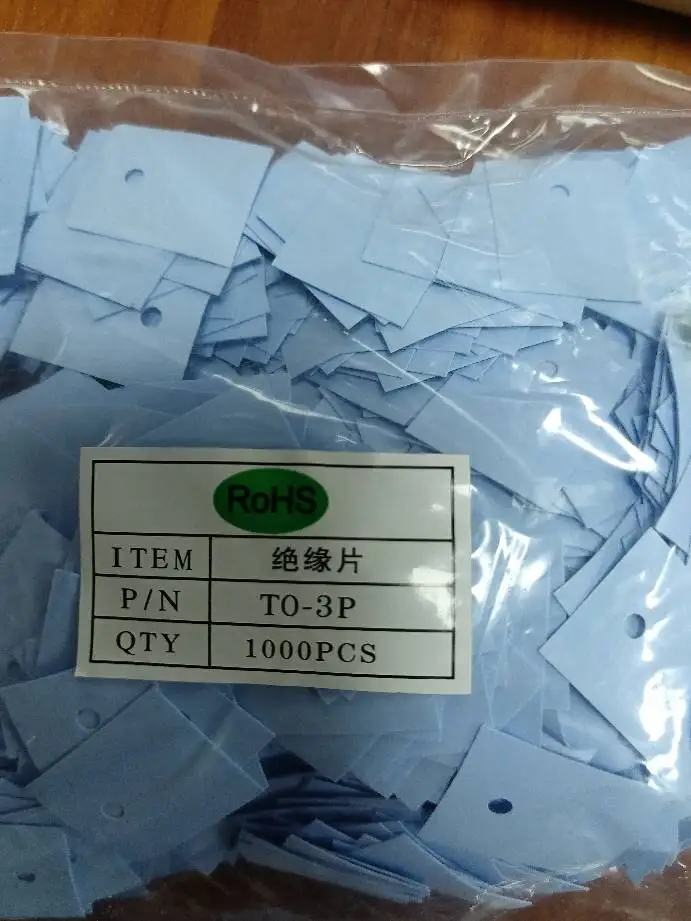 RoHS
ITEM 绝缘片
P/N TO-3P
QTY 1000PCS